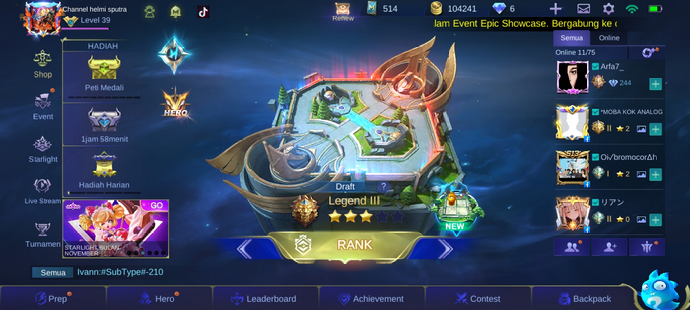 Channel helmi sputra
Level 39
Renew
514
104241
6
lam Event Epic Showcase. Bergabung ke
HADIAH
Shop
Peti Medali
Event
HERO
1jam 58menit
Starlight
Hadiah Harian
Live Stream
GO
STARLIGHT BULAN
NOVEMBER
Turnamen
Semua
Ivann:#SubType#-210
Draft
?
Legend III
NEW
RANK
Semua
Online
Online 11/75
Arfa7_
244
*MOBA KOK ANALOG
II
2
Oi√bromocorΔh
II
2
リアン
II
0
Prep
Hero
Leaderboard
Achievement
Contest
Backpack